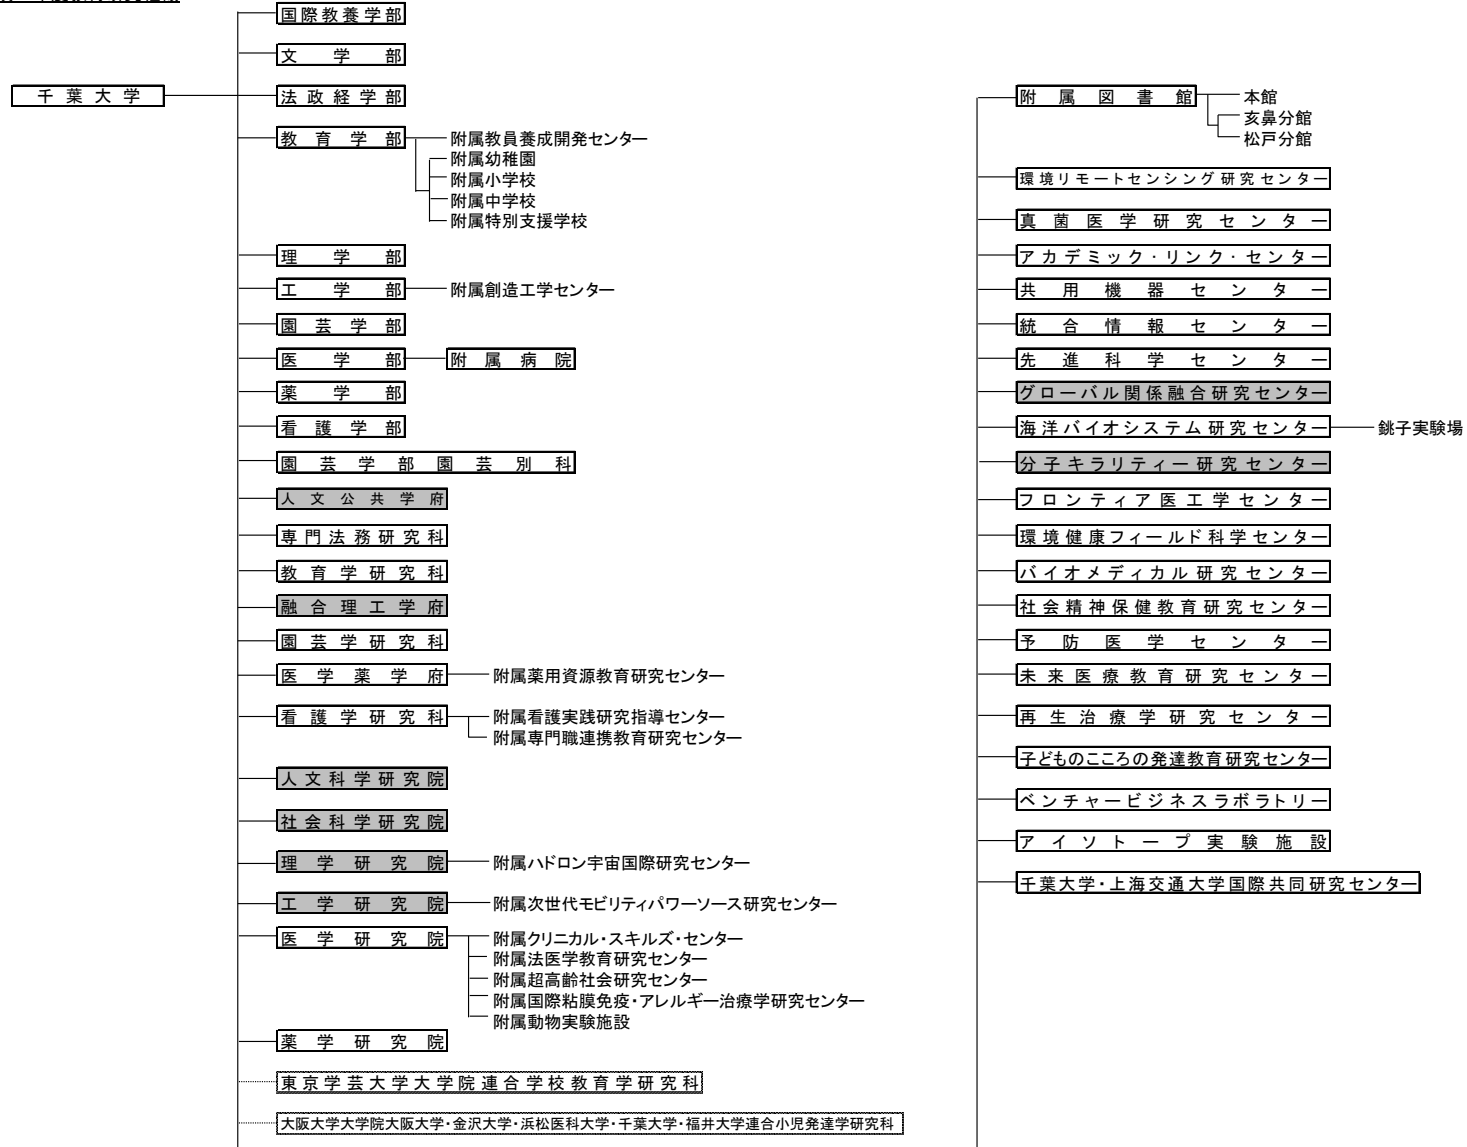 国際教養学部
文学部
千葉大学
法政経学部
教育学部
附属教員養成開発センター
附属幼稚園
附属小学校
附属中学校
附属特別支援学校
理学部
工学部
附属創造工学センター
園芸学部
医学部
附属病院
薬学部
看護学部
園芸学部園芸別科
人文公共学府
専門法務研究科
教育学研究科
融合理工学府
園芸学研究科
医学薬学府
附属薬用資源教育研究センター
看護学研究科
附属看護実践研究指導センター
附属専門職連携教育研究センター
人文科学研究院
社会科学研究院
理学研究院
附属ハドロン宇宙国際研究センター
工学研究院
附属次世代モビリティパワーソース研究センター
医学研究院
附属クリニカル・スキルズ・センター
附属法医学教育研究センター
附属超高齢社会研究センター
附属国際粘膜免疫・アレルギー治療学研究センター
附属動物実験施設
薬学研究院
東京学芸大学大学院連合学校教育学研究科
大阪大学大学院大阪大学・金沢大学・浜松医科大学・千葉大学・福井大学連合小児発達学研究科
附属図書館
本館
亥鼻分館
松戸分館
環境リモートセンシング研究センター
真菌医学研究センター
アカデミック・リンク・センター
共用機器センター
統合情報センター
先進科学センター
グローバル関係融合研究センター
海洋バイオシステム研究センター
銚子実験場
分子キラリティー研究センター
フロンティア医工学センター
環境健康フィールド科学センター
バイオメディカル研究センター
社会精神保健教育研究センター
予防医学センター
未来医療教育研究センター
再生治療学研究センター
子どものこころの発達教育研究センター
ベンチャービジネスラボラトリー
アイソトープ実験施設
千葉大学・上海交通大学国際共同研究センター